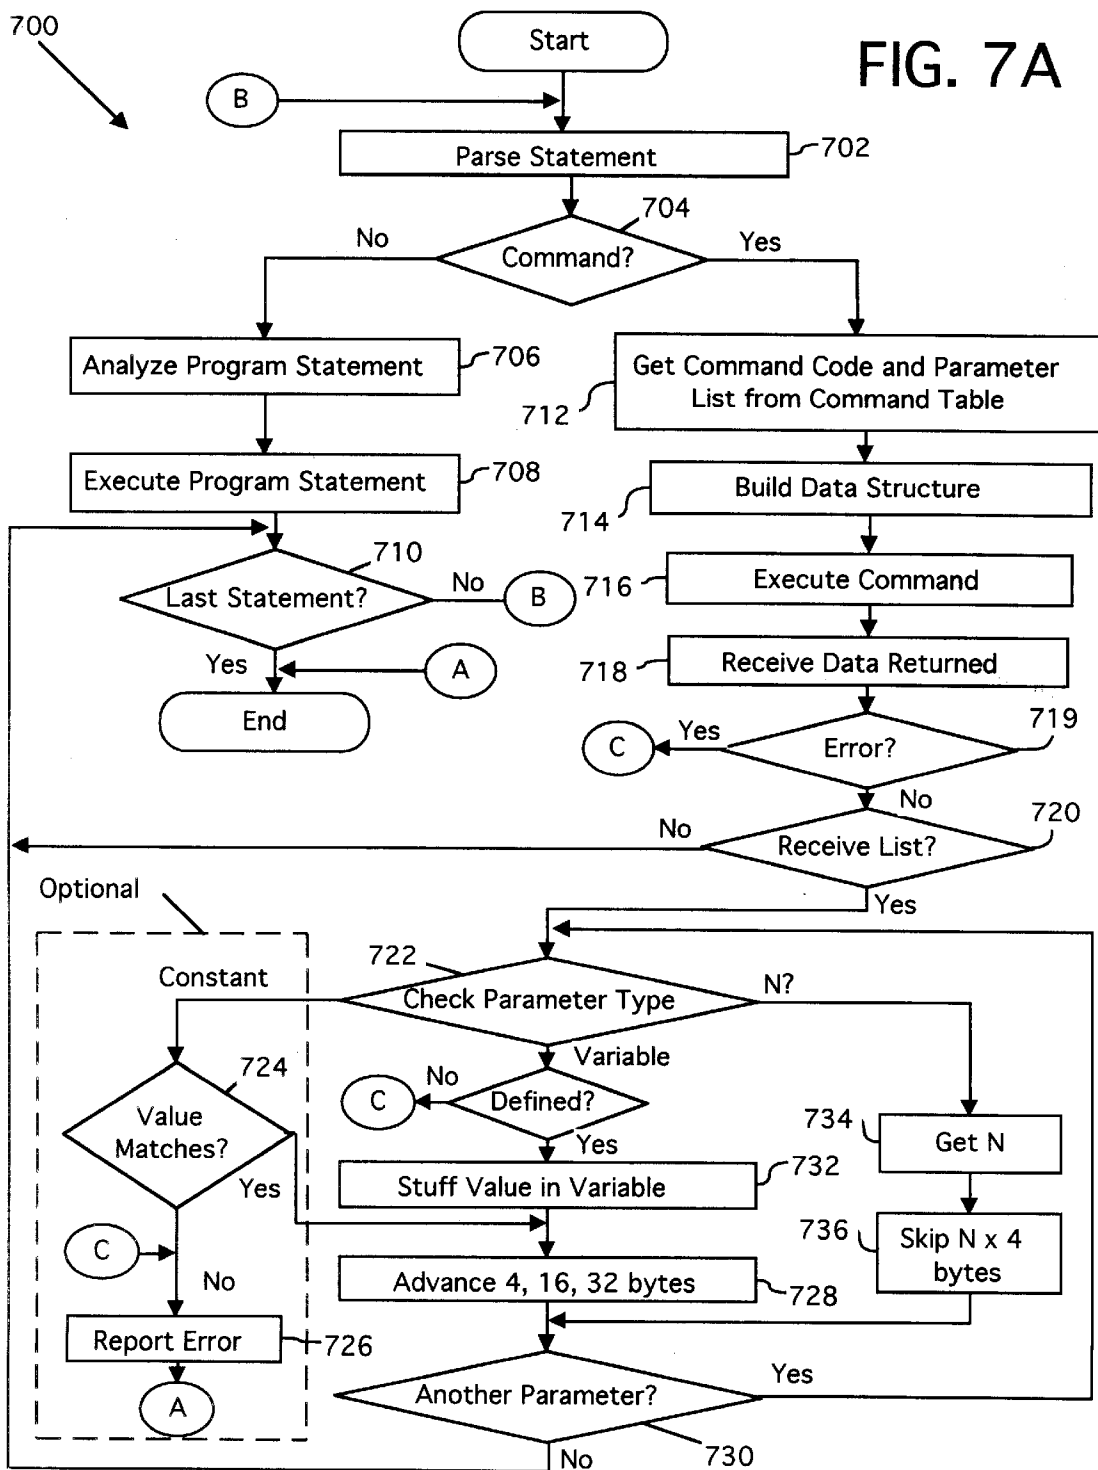 700
Start
FIG. 7A
B
Parse Statement
702
704
No
Command?
Yes
Analyze Program Statement
706
Get Command Code and Parameter
List from Command Table
712
Execute Program Statement
708
Build Data Structure
714
710
Last Statement?
No
B
Execute Command
716
Yes
A
Receive Data Returned
718
End
C
Yes
Error?
719
No
No
Receive List?
720
Optional
Yes
722
Constant
Check Parameter Type
N?
Variable
724
Value
Matches?
C
No
Defined?
Yes
734
Get N
Yes
Stuff Value in Variable
732
C
736
Skip N x 4
bytes
No
Advance 4, 16, 32 bytes
728
Report Error
726
A
Another Parameter?
Yes
730
No